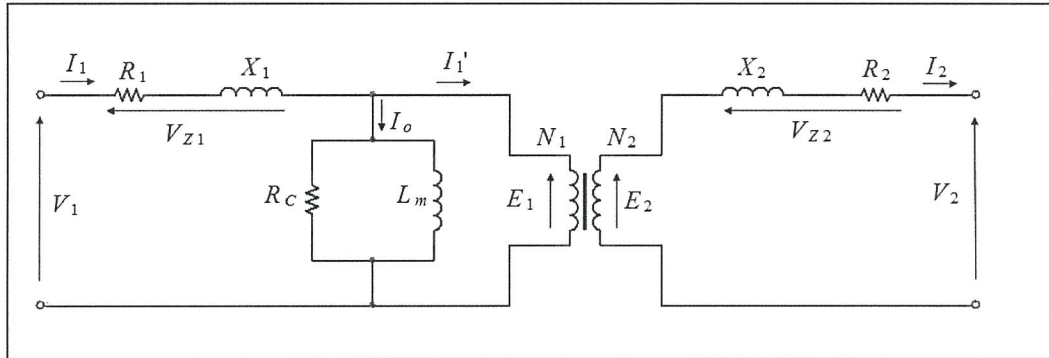 I1 R1 X1 I1' X2 R2 I2
VZ1 Io N1 N2 VZ2
V1 RC Lm E1 E2 V2